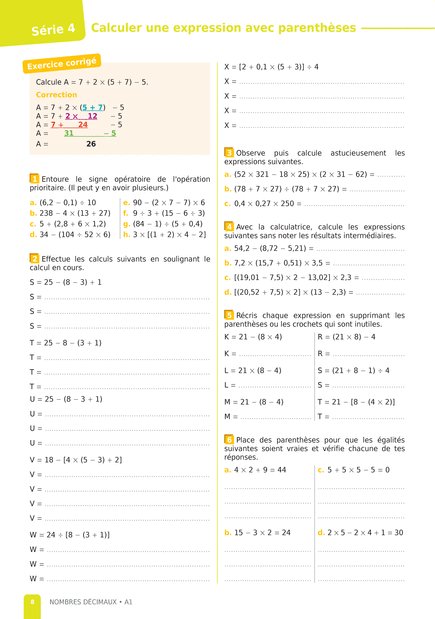 Série 4
Calculer une expression avec parenthèses
Exercice corrigé
Calcule A = 7 + 2 × (5 + 7) − 5.
Correction
A = 7 + 2 × (5 + 7) − 5
A = 7 + 2 × 12 − 5
A = 7 + 24 − 5
A = 31 − 5
A = 26
1 Entoure le signe opératoire de l'opération
prioritaire. (Il peut y en avoir plusieurs.)
a. (6,2 − 0,1) ÷ 10
b. 238 − 4 × (13 + 27)
c. 5 + (2,8 + 6 × 1,2)
d. 34 − (104 ÷ 52 × 6)
e. 90 − (2 × 7 − 7) × 6
f. 9 ÷ 3 + (15 − 6 ÷ 3)
g. (84 − 1) ÷ (5 + 0,4)
h. 3 × [(1 + 2) × 4 − 2]
2 Effectue les calculs suivants en soulignant le
calcul en cours.
S = 25 − (8 − 3) + 1
S = ........................................
S = ........................................
S = ........................................
T = 25 − 8 − (3 + 1)
T = ........................................
T = ........................................
T = ........................................
U = 25 − (8 − 3 + 1)
U = ........................................
U = ........................................
U = ........................................
V = 18 − [4 × (5 − 3) + 2]
V = ........................................
V = ........................................
V = ........................................
V = ........................................
W = 24 ÷ [8 − (3 + 1)]
W = ........................................
W = ........................................
W = ........................................
X = [2 + 0,1 × (5 + 3)] ÷ 4
X = ........................................
X = ........................................
X = ........................................
X = ........................................
3 Observe puis calcule astucieusement les
expressions suivantes.
a. (52 × 321 − 18 × 25) × (2 × 31 − 62) = ..........
b. (78 + 7 × 27) ÷ (78 + 7 × 27) = ..........
c. 0,4 × 0,27 × 250 = ..........
4 Avec la calculatrice, calcule les expressions
suivantes sans noter les résultats intermédiaires.
a. 54,2 − (8,72 − 5,21) = ..........
b. 7,2 × (15,7 + 0,51) × 3,5 = ..........
c. [(19,01 − 7,5) × 2 − 13,02] × 2,3 = ..........
d. [(20,52 + 7,5) × 2] × (13 − 2,3) = ..........
5 Récris chaque expression en supprimant les
parenthèses ou les crochets qui sont inutiles.
K = 21 − (8 × 4)
K = ....................
L = 21 × (8 − 4)
L = ....................
M = 21 − (8 − 4)
M = ....................
R = (21 × 8) − 4
R = ....................
S = (21 + 8 − 1) ÷ 4
S = ....................
T = 21 − [8 − (4 × 2)]
T = ....................
6 Place des parenthèses pour que les égalités
suivantes soient vraies et vérifie chacune de tes
réponses.
a. 4 × 2 + 9 = 44
........................
........................
........................
b. 15 − 3 × 2 = 24
........................
........................
........................
c. 5 + 5 × 5 − 5 = 0
........................
........................
........................
d. 2 × 5 − 2 × 4 + 1 = 30
........................
........................
........................
8 NOMBRES DÉCIMAUX • A1